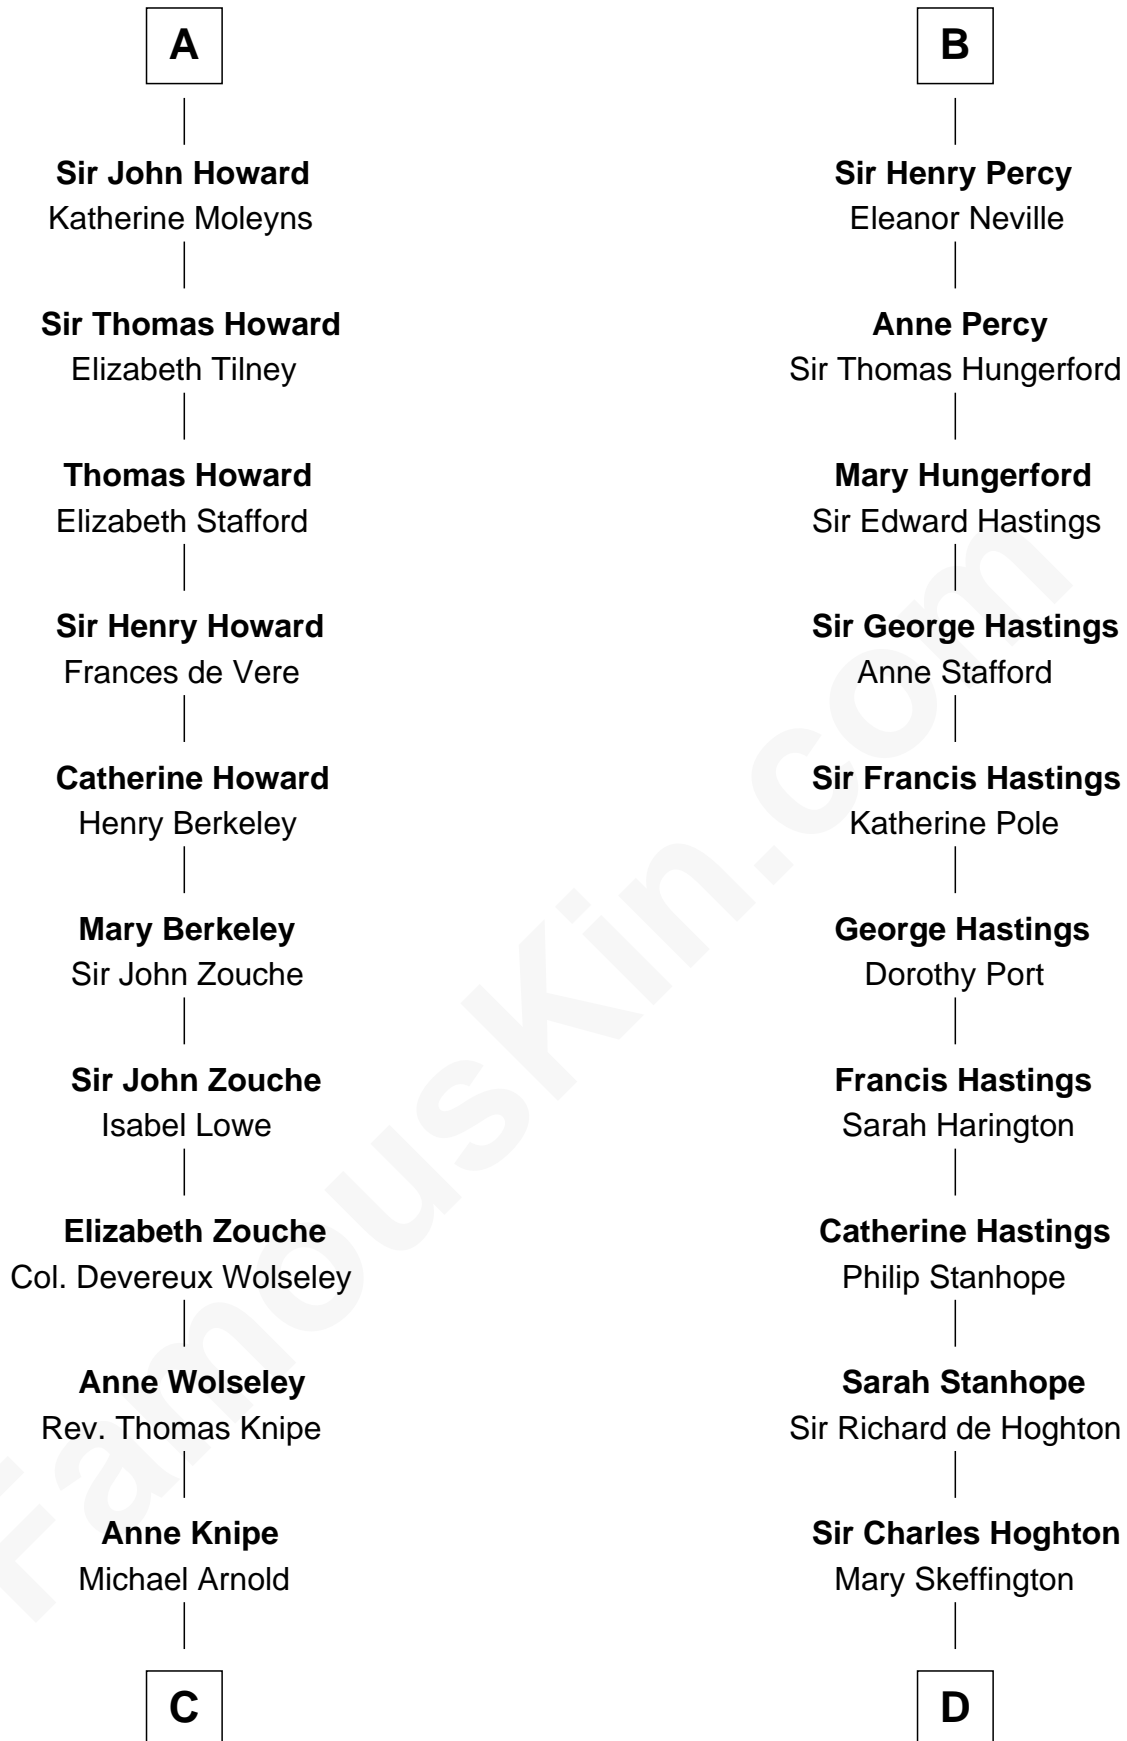 A
Sir John Howard
Katherine Moleyns
Sir Thomas Howard
Elizabeth Tilney
Thomas Howard
Elizabeth Stafford
Sir Henry Howard
Frances de Vere
Catherine Howard
Henry Berkeley
Mary Berkeley
Sir John Zouche
Sir John Zouche
Isabel Lowe
Elizabeth Zouche
Col. Devereux Wolseley
Anne Wolseley
Rev. Thomas Knipe
Anne Knipe
Michael Arnold
C
B
Sir Henry Percy
Eleanor Neville
Anne Percy
Sir Thomas Hungerford
Mary Hungerford
Sir Edward Hastings
Sir George Hastings
Anne Stafford
Sir Francis Hastings
Katherine Pole
George Hastings
Dorothy Port
Francis Hastings
Sarah Harington
Catherine Hastings
Philip Stanhope
Sarah Stanhope
Sir Richard de Hoghton
Sir Charles Hoghton
Mary Skeffington
D
FamousKin.com